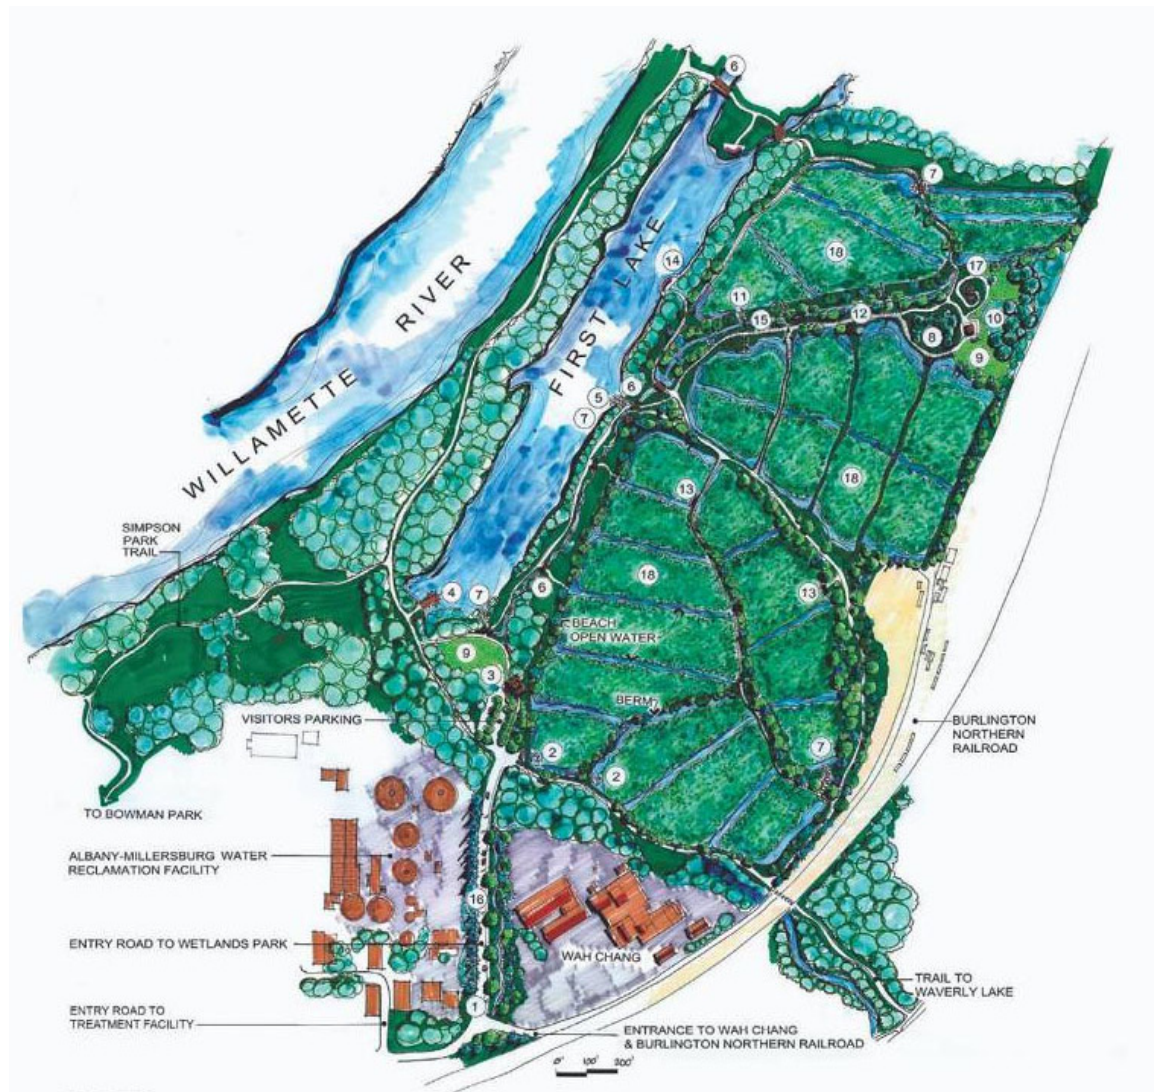 6
7
WILLAMETTE
RIVER
FIRST
LAKE
14
18
17
11
15
12
10
8
9
6
5
7
13
18
SIMPSON
PARK
TRAIL
18
13
4
7
6
BEACH
OPEN WATER
9
3
BERM
VISITORS PARKING
BURLINGTON
NORTHERN
RAILROAD
2
7
2
TO BOWMAN PARK
ALBANY-MILLERSBURG WATER
RECLAMATION FACILITY
16
ENTRY ROAD TO WETLANDS PARK
WAH CHANG
TRAIL TO
WAVERLY LAKE
1
ENTRY ROAD TO
TREATMENT FACILITY
ENTRANCE TO WAH CHANG
& BURLINGTON NORTHERN RAILROAD
0' 100' 200'